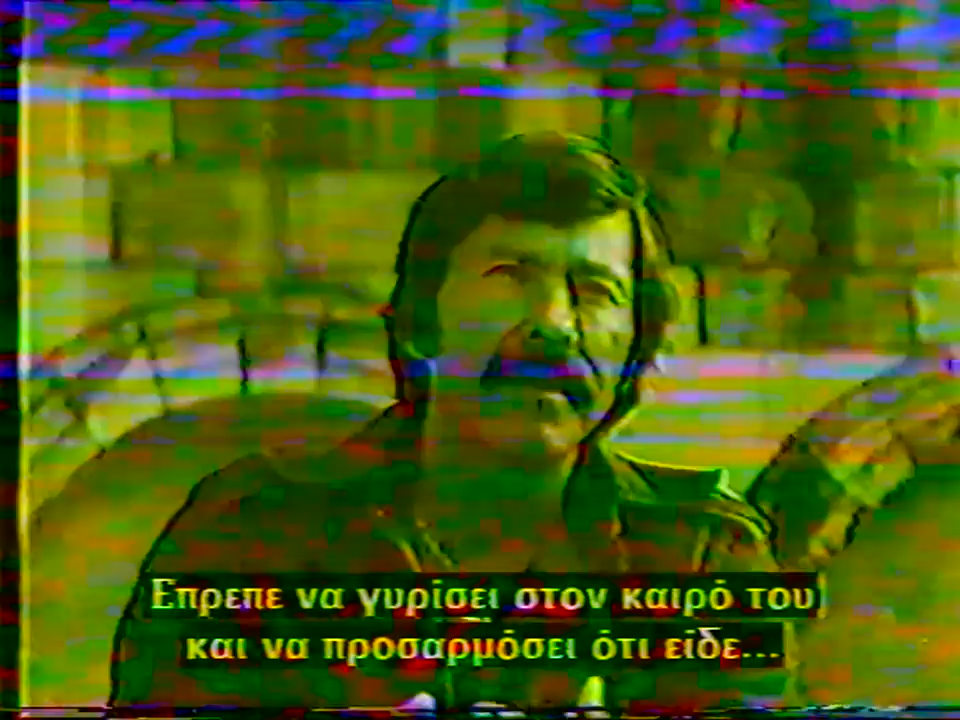 Επρεπε να γυρίσει στον καιρό του
και να προσαρμόσει ότι είδε...